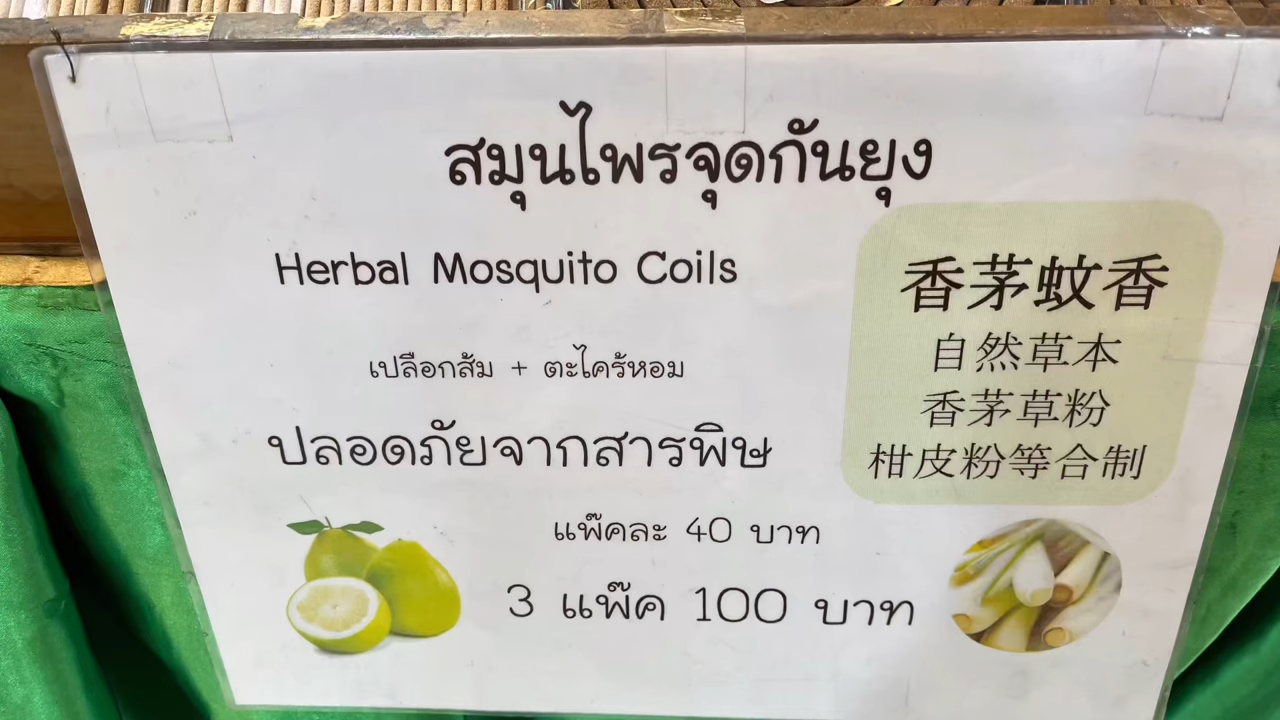 สมุนไพรจุดกันยุง
Herbal Mosquito Coils
เปลือกส้ม + ตะไคร้หอม
ปลอดภัยจากสารพิษ
แพ๊คละ 40 บาท
3 แพ๊ค 100 บาท
香茅蚊香
自然草本
香茅草粉
柑皮粉等合制